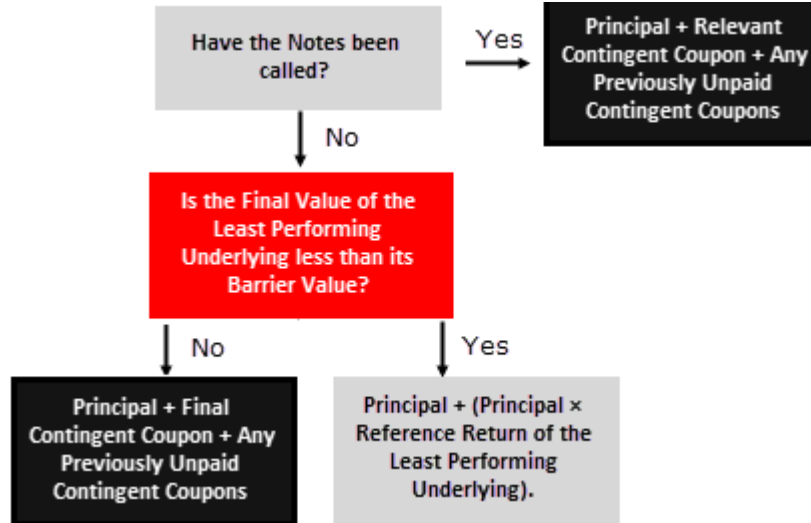 Have the Notes been
called?
Yes
Principal + Relevant
Contingent Coupon + Any
Previously Unpaid
Contingent Coupons
No
Is the Final Value of the
Least Performing
Underlying less than its
Barrier Value?
No
Yes
Principal + Final
Contingent Coupon + Any
Previously Unpaid
Contingent Coupons
Principal + (Principal ×
Reference Return of the
Least Performing
Underlying).